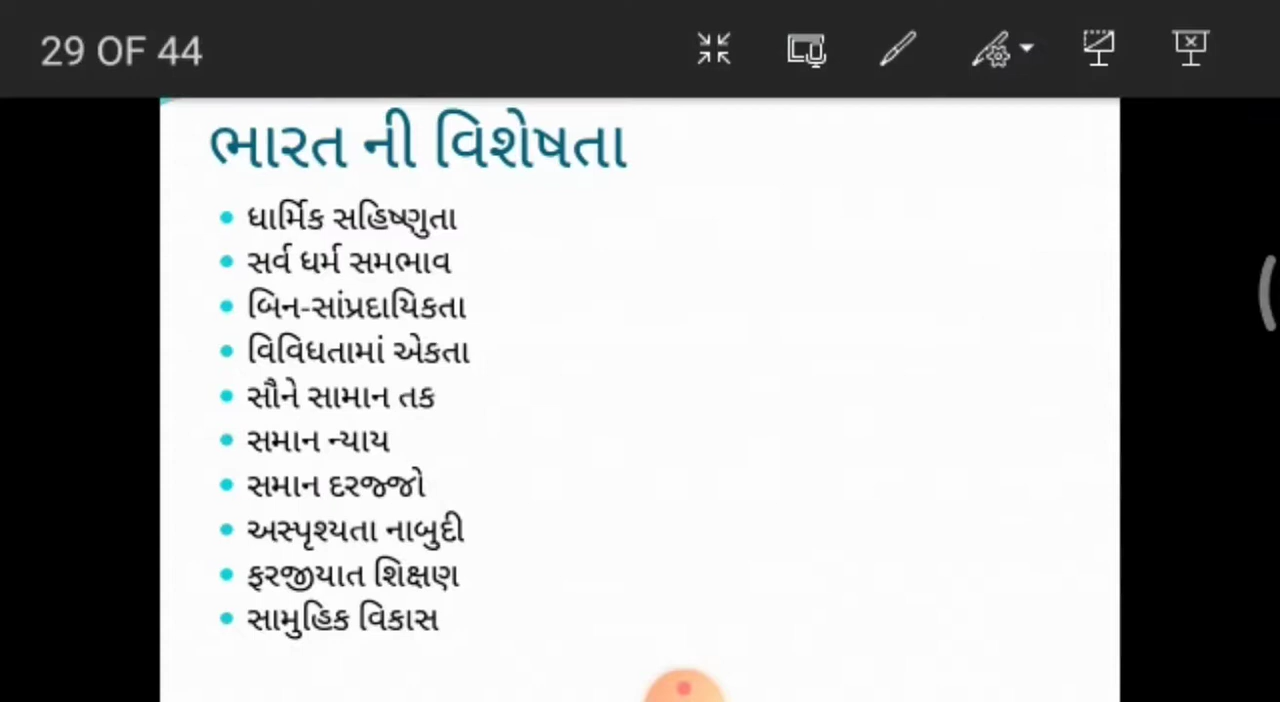 29 OF 44
ભારત ની વિશેષતા
ધાર્મિક સહિષ્ણુતા
સર્વ ધર્મ સમભાવ
બિન-સાંપ્રદાયિકતા
વિવિધતામાં એકતા
સૌને સામાન તક
સમાન ન્યાય
સમાન દરજ્જો
અસ્પૃશ્યતા નાબુદી
ફરજીયાત શિક્ષણ
સામુહિક વિકાસ